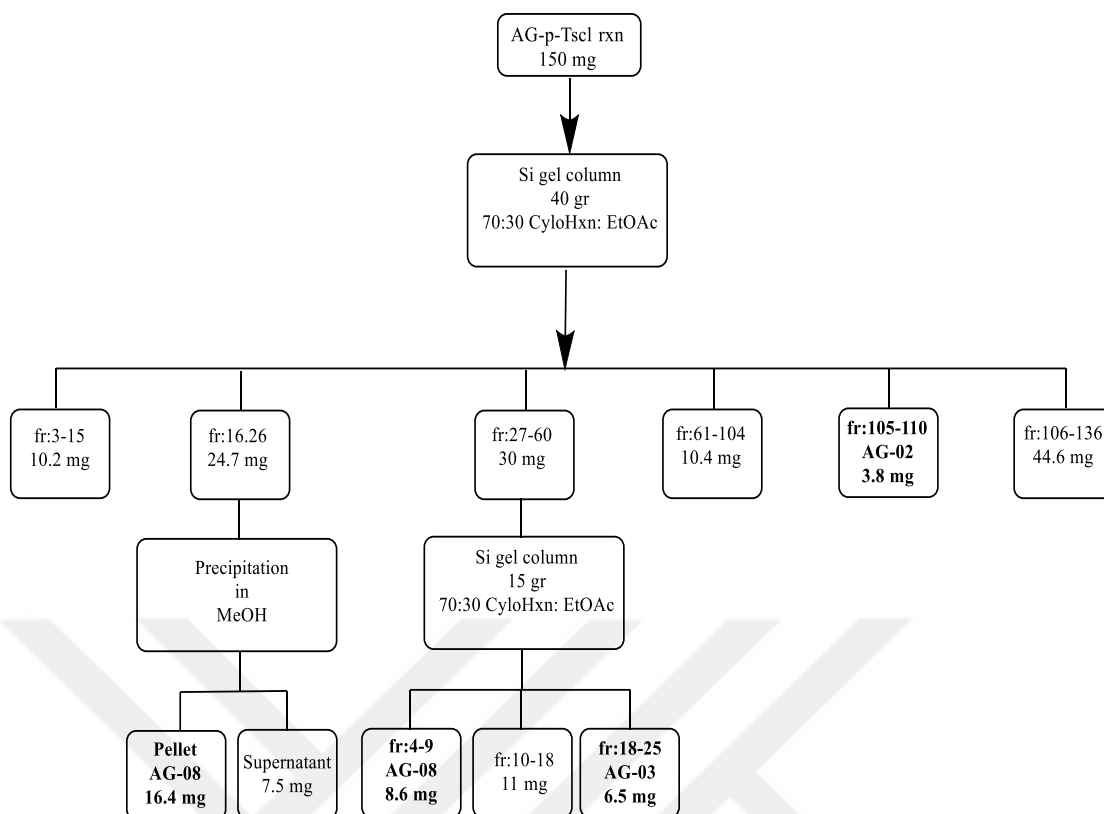 AG-p-Tscl rxn
150 mg
Si gel column
40 gr
70:30 CyloHxn: EtOAc
fr:3-15
10.2 mg
fr:16.26
24.7 mg
fr:27-60
30 mg
fr:61-104
10.4 mg
fr:105-110
AG-02
3.8 mg
fr:106-136
44.6 mg
Precipitation
in
MeOH
Si gel column
15 gr
70:30 CyloHxn: EtOAc
Pellet
AG-08
16.4 mg
Supernatant
7.5 mg
fr:4-9
AG-08
8.6 mg
fr:10-18
11 mg
fr:18-25
AG-03
6.5 mg